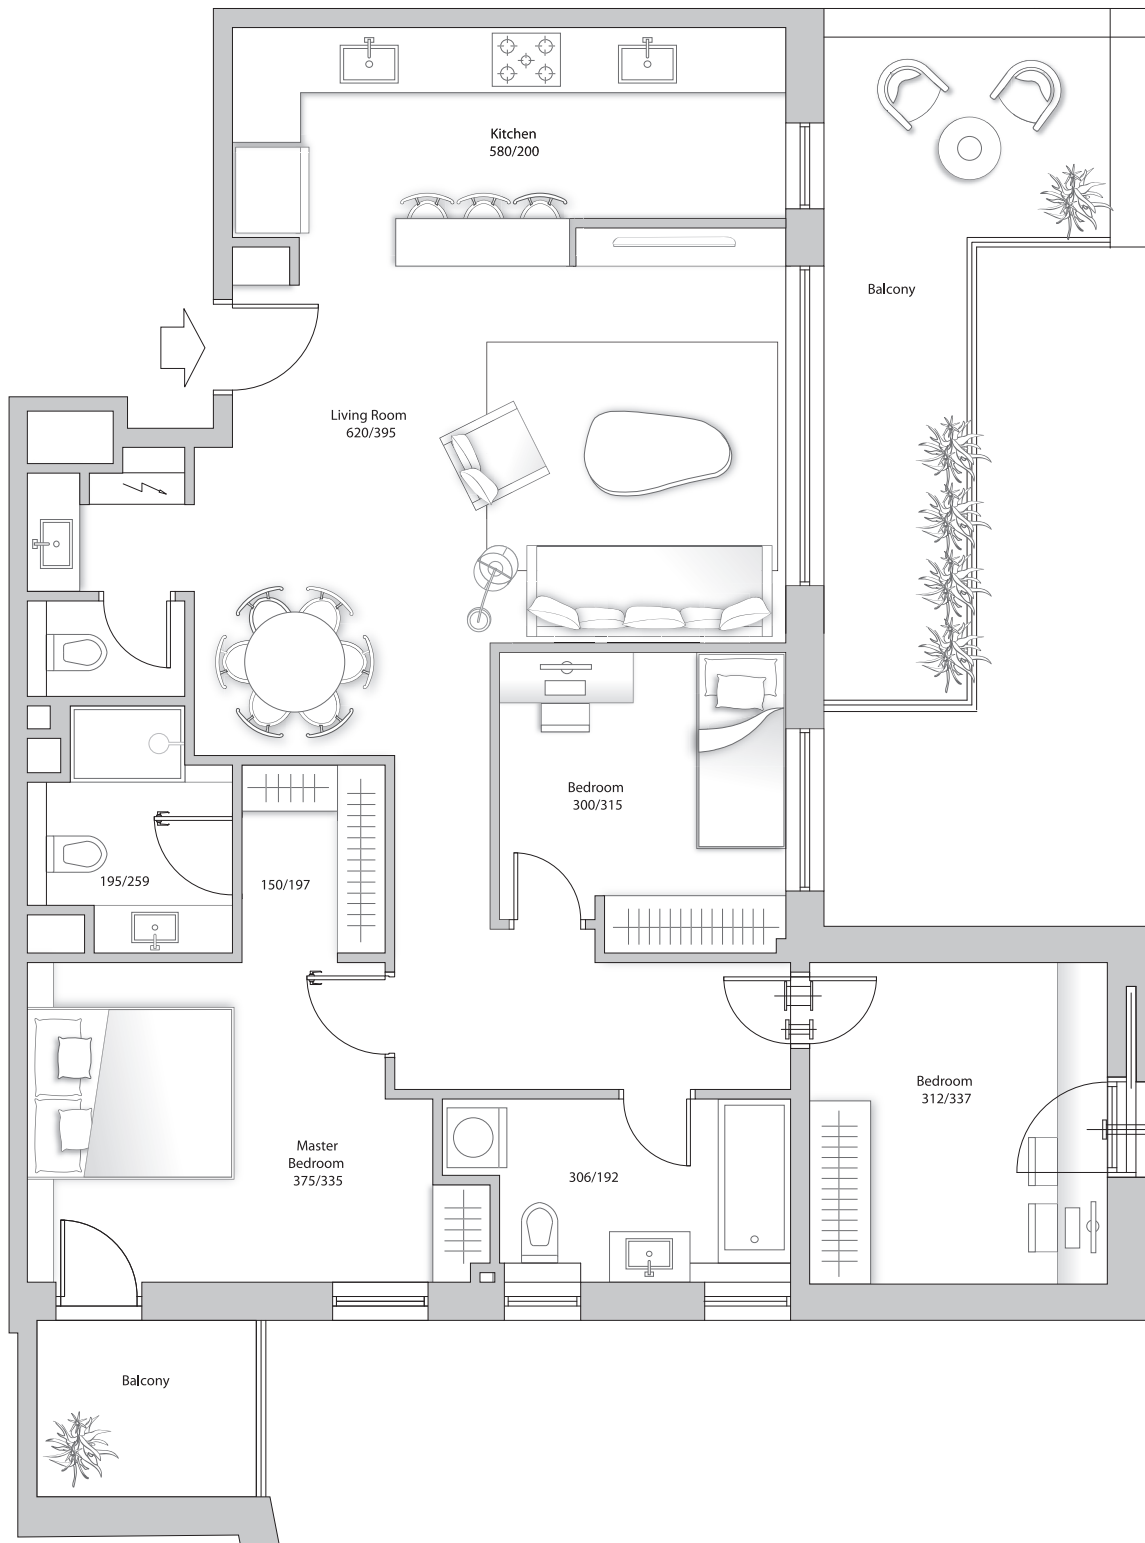 Kitchen
580/200
Balcony
Living Room
620/395
Bedroom
300/315
195/259
150/197
Bedroom
312/337
Master
Bedroom
375/335
306/192
Balcony